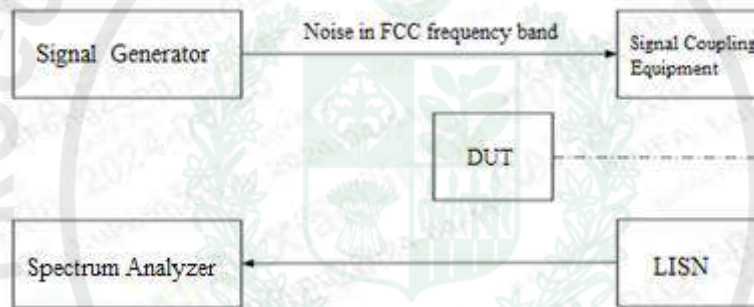 Noise in FCC frequency band
Signal Generator
Signal Coupling
Equipment
DUT
Spectrum Analyzer
LISN